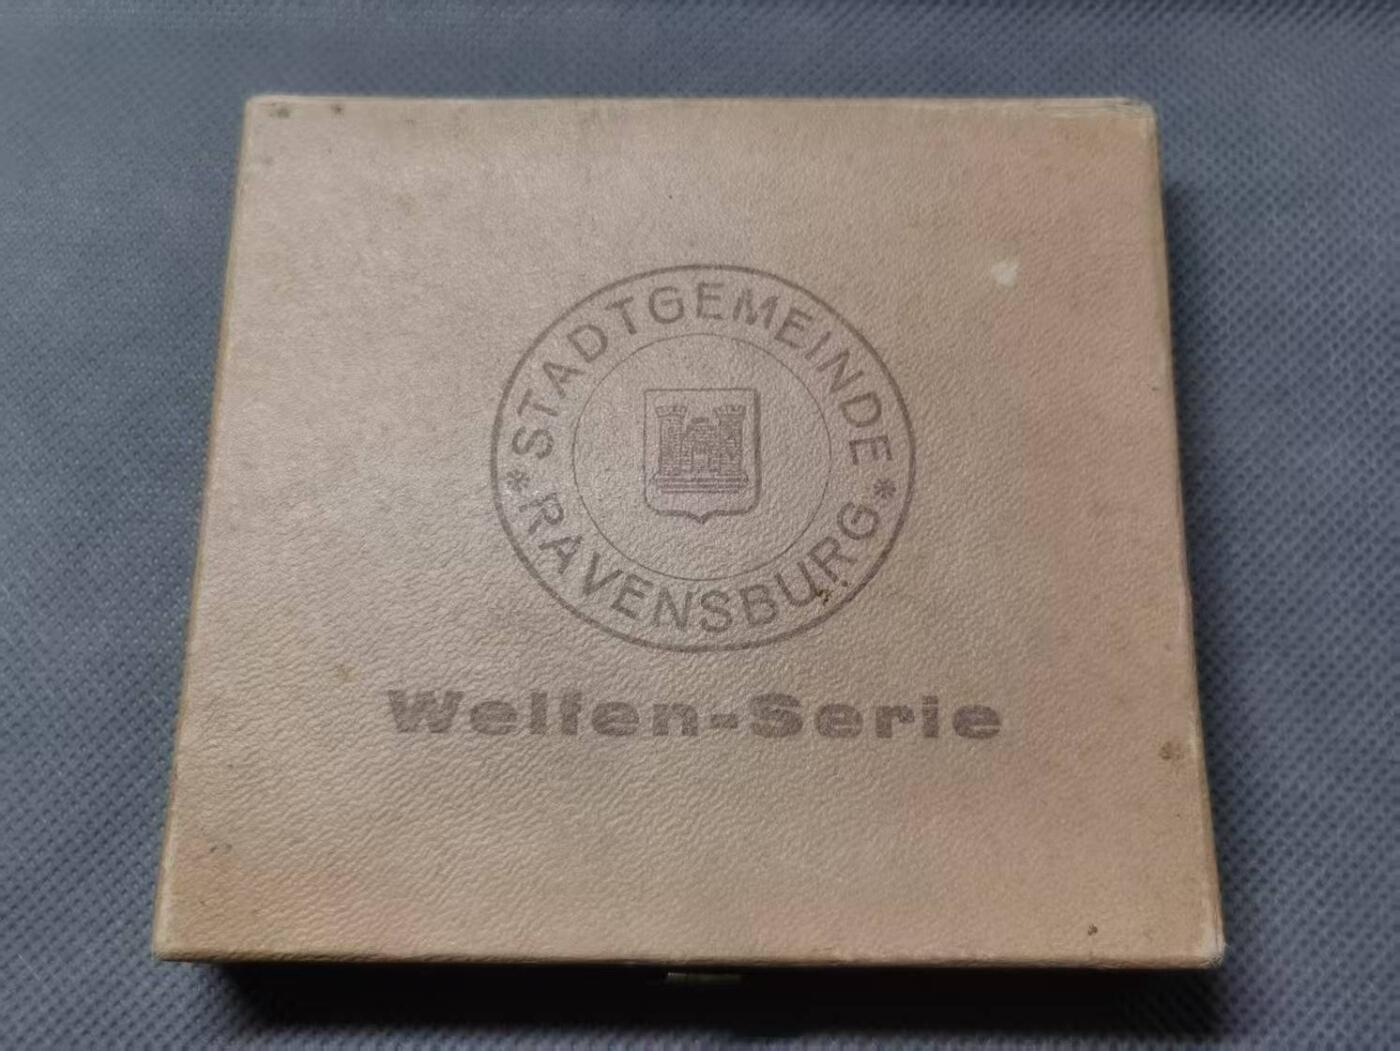 STADTGEMEINDE
* RAVENSBURG *
Welfen-Serie